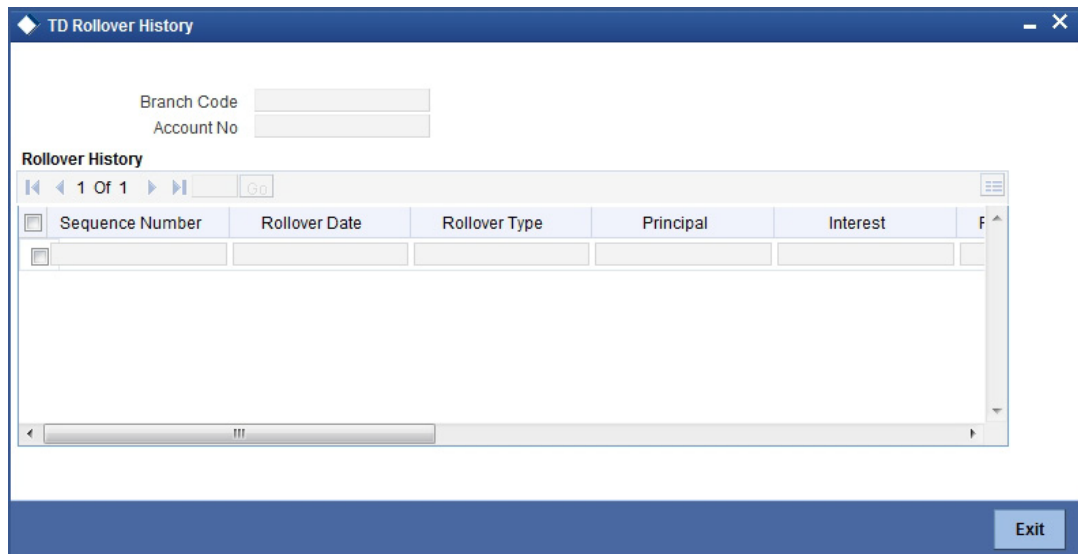 TD Rollover History
Branch Code
Account No
Rollover History
1 Of 1 Go
Sequence Number Rollover Date Rollover Type Principal Interest
Exit